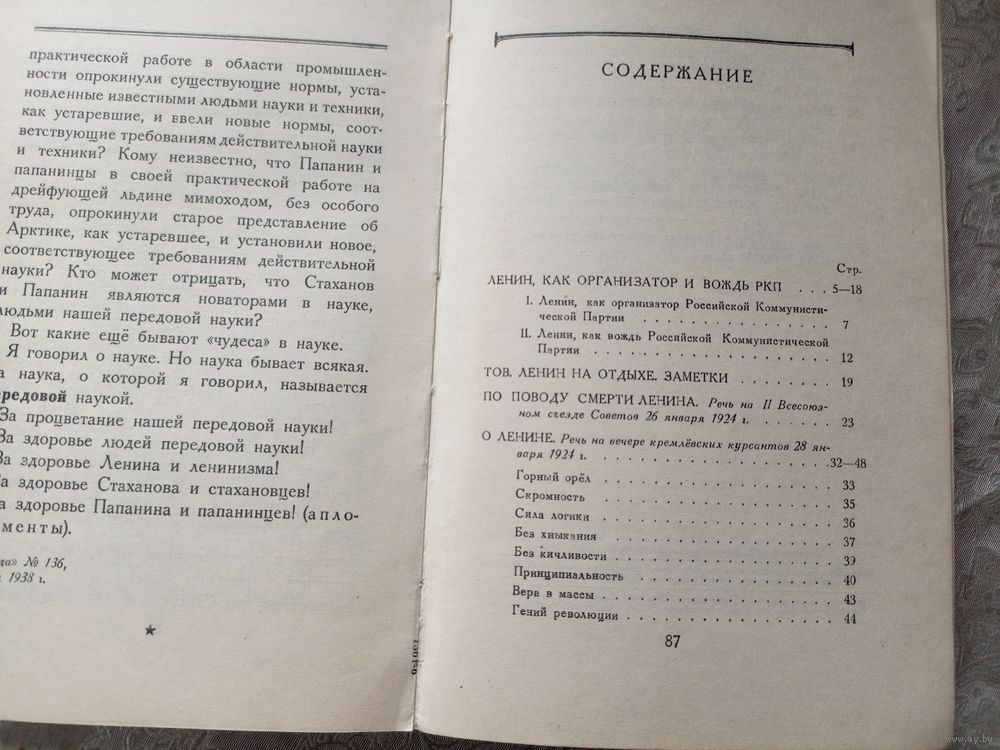 практической работе в области промышлен-
ности опрокинули существующие нормы, уста-
новленные известными людьми науки и техники,
как устаревшие, и ввели новые нормы, соот-
ветствующие требованиям действительной науки
и техники? Кому неизвестно, что Папанин и
папанинцы в своей практической работе на
дрейфующей льдине мимоходом, без особого
труда, опрокинули старое представление об
Арктике, как устаревшее, и установили новое,
соответствующее требованиям действительной
науки? Кто может отрицать, что Стаханов
и Папанин являются новаторами в науке,
людьми нашей передовой науки?
Вот какие ещё бывают «чудеса» в науке.
Я говорил о науке. Но наука бывает всякая.
а наука, о которой я говорил, называется
ередовой наукой.
За процветание нашей передовой науки!
За здоровье людей передовой науки!
За здоровье Ленина и ленинизма!
а здоровье Стаханова и стахановцев!
а здоровье Папанина и папанинцев! (апло-
менты).
да» № 136,
1938 г.
★
СОДЕРЖАНИЕ
Стр.
ЛЕНИН, КАК ОРГАНИЗАТОР И ВОЖДЬ РКП . . . 5—18
I. Ленин, как организатор Российской Коммунисти-
ческой Партии . . . . . . . . . . . . . . . 7
II. Ленин, как вождь Российской Коммунистической
Партии . . . . . . . . . . . . . . . . . . 12
ТОВ. ЛЕНИН НА ОТДЫХЕ. ЗАМЕТКИ . . . . . . . . 19
ПО ПОВОДУ СМЕРТИ ЛЕНИНА. Речь на II Всесоюз-
ном съезде Советов 26 января 1924 г. . . . . . . . . . 23
О ЛЕНИНЕ. Речь на вечере кремлёвских курсантов 28 ян-
варя 1924 г. . . . . . . . . . . . . . . . . . . . .32—48
Горный орёл . . . . . . . . . . . . . . . . . 33
Скромность . . . . . . . . . . . . . . . . . 35
Сила логики . . . . . . . . . . . . . . . . . 36
Без хныкания . . . . . . . . . . . . . . . . 37
Без кичливости . . . . . . . . . . . . . . . . 39
Принципиальность . . . . . . . . . . . . . . 40
Вера в массы . . . . . . . . . . . . . . . . . 43
Гений революции . . . . . . . . . . . . . . . 44
87
www.ay.by